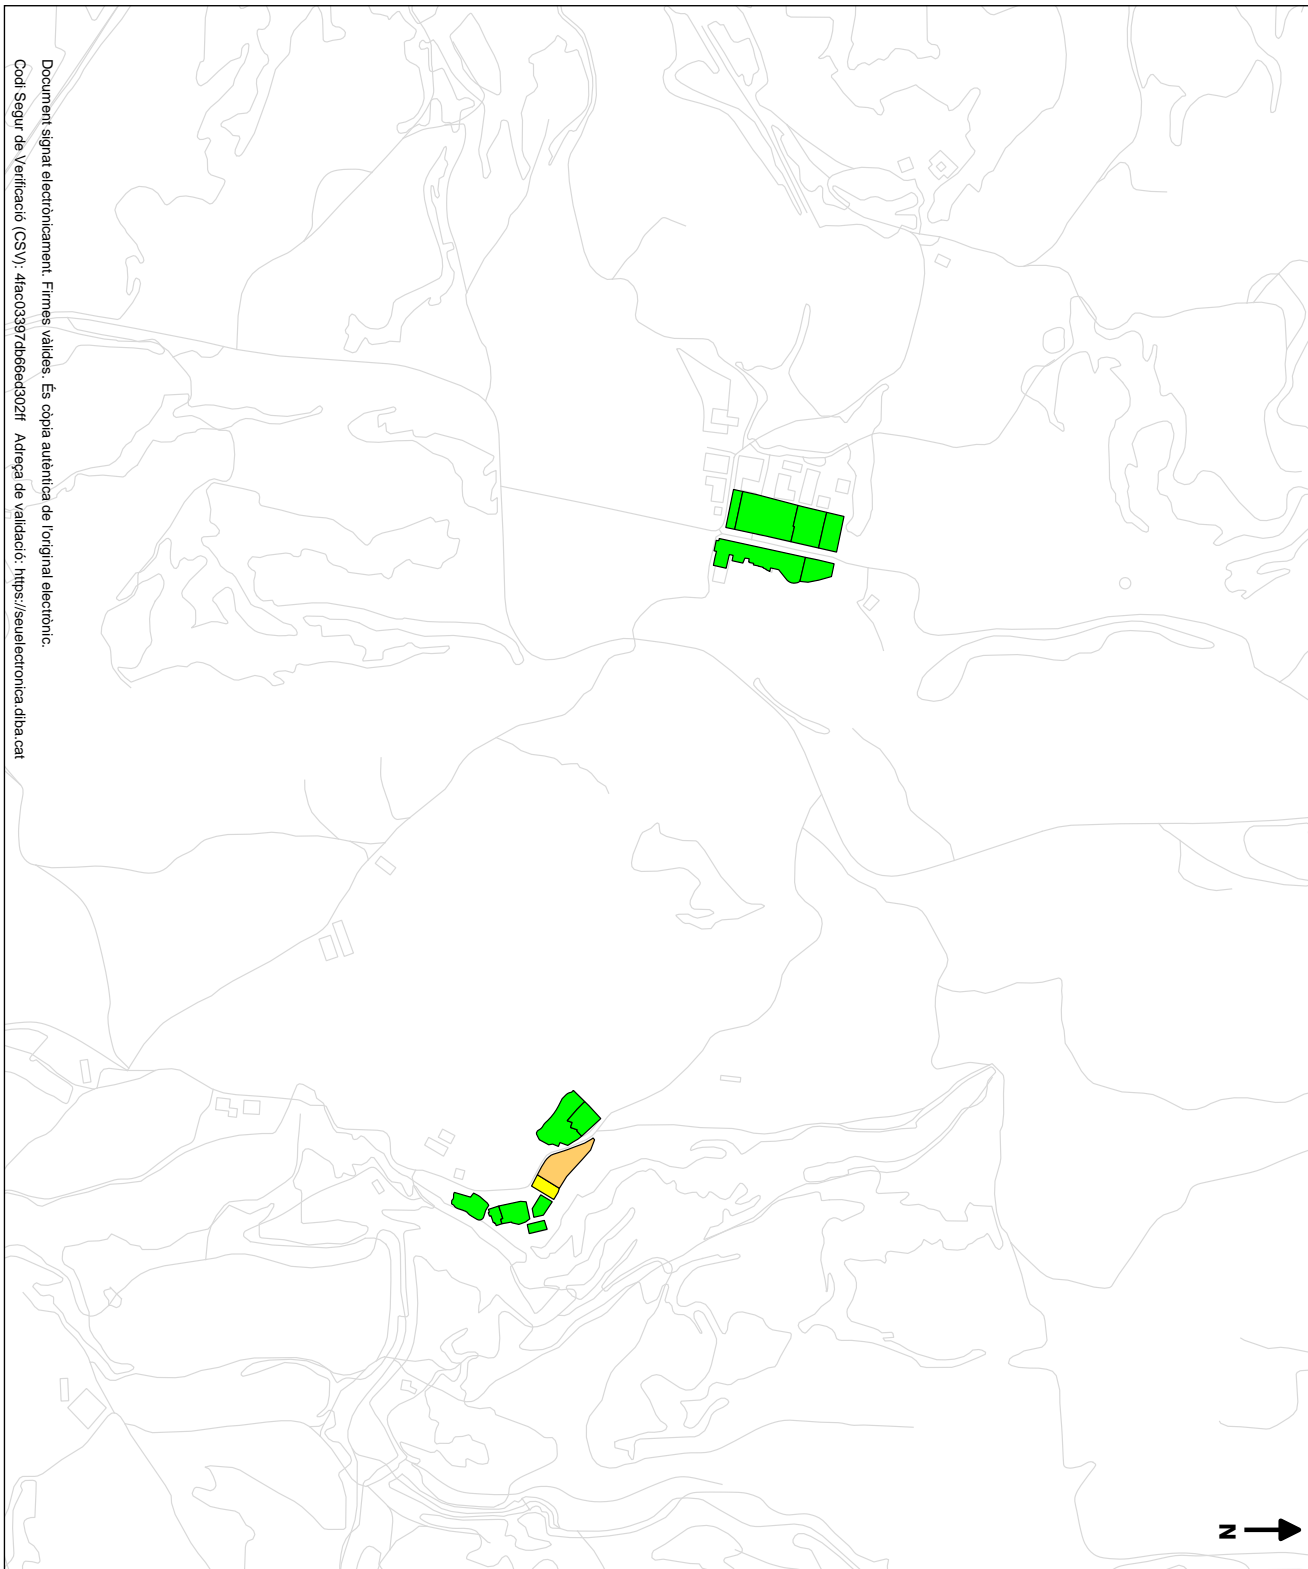 Document signat electrònicament. Firmes vàlides. És còpia autèntica de l'original electrònic.
Codi Segur de Verificació (CSV): 4fac03397db66ed302ff Adreça de validació: https://seuelectronica.diba.cat
N